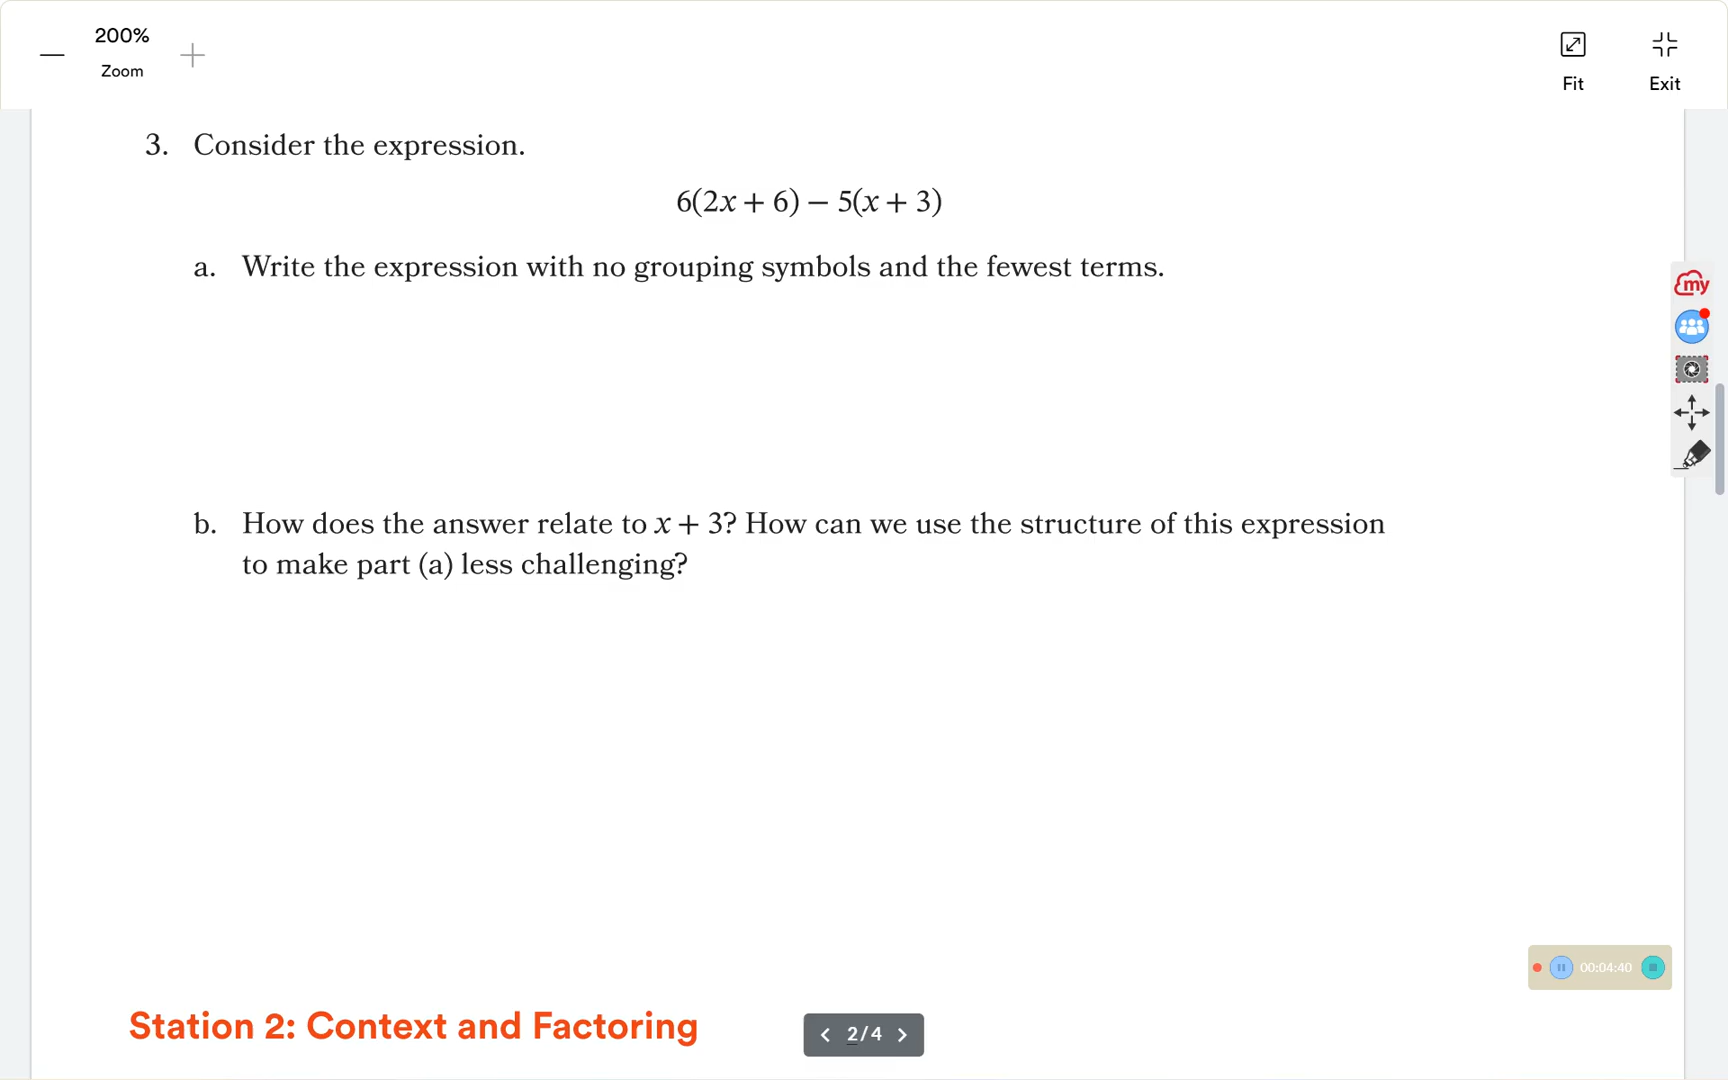 200%
Zoom
Fit
Exit
3. Consider the expression.
6(2x + 6) – 5(x + 3)
a. Write the expression with no grouping symbols and the fewest terms.
my
b. How does the answer relate to x + 3? How can we use the structure of this expression
to make part (a) less challenging?
00:04:40
Station 2: Context and Factoring
2/4